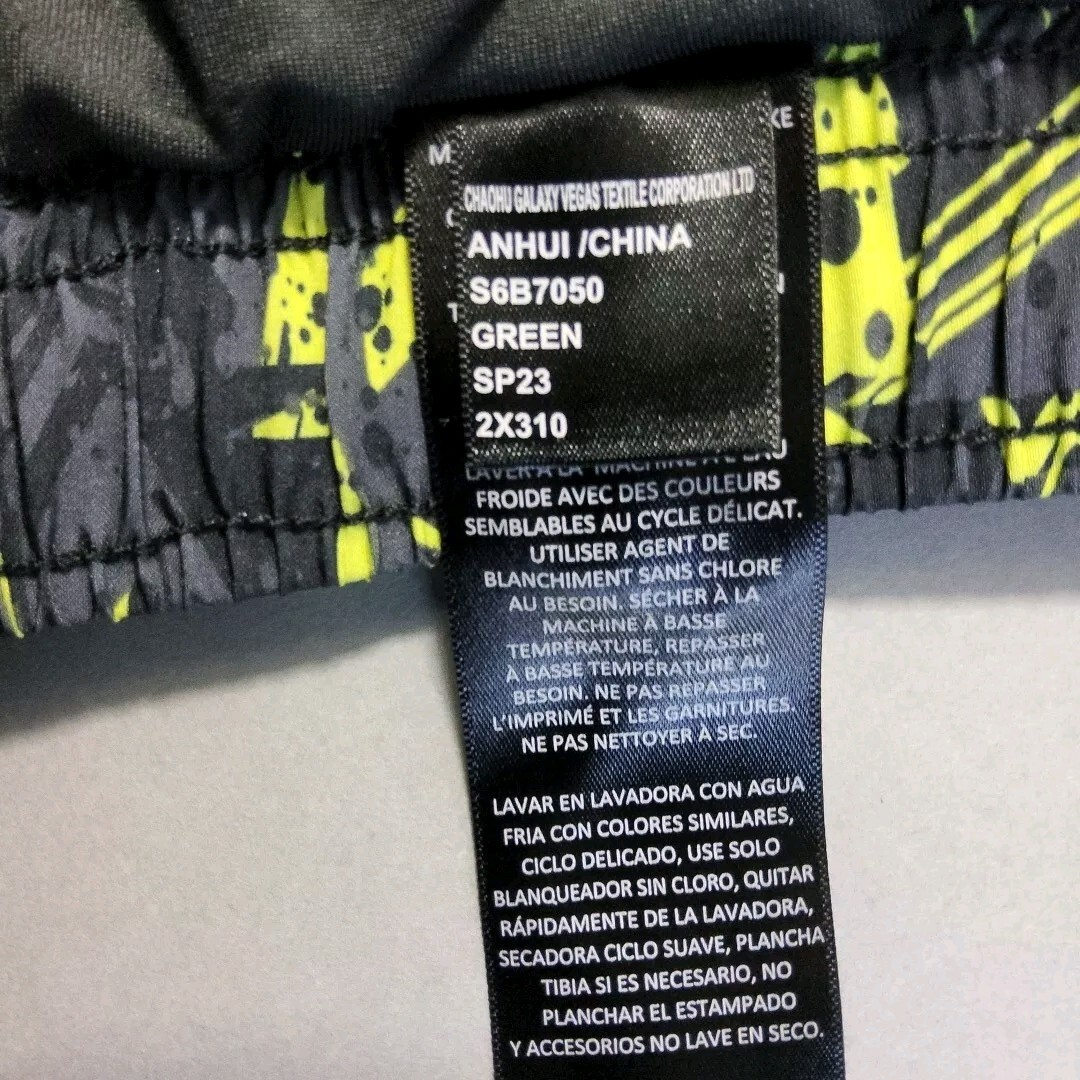 CHAOHU GALAXY VEGAS TEXTILE CORPORATION LTD
ANHUI /CHINA
S6B7050
GREEN
SP23
2X310
LAVER À LA MACHINE À L'EAU
FROIDE AVEC DES COULEURS
SEMBLABLES AU CYCLE DÉLICAT.
UTILISER AGENT DE
BLANCHIMENT SANS CHLORE
AU BESOIN. SÉCHER À LA
MACHINE À BASSE
TEMPÉRATURE, REPASSER
À BASSE TEMPÉRATURE AU
BESOIN. NE PAS REPASSER
L'IMPRIMÉ ET LES GARNITURES.
NE PAS NETTOYER À SEC.
LAVAR EN LAVADORA CON AGUA
FRIA CON COLORES SIMILARES,
CICLO DELICADO, USE SOLO
BLANQUEADOR SIN CLORO, QUITAR
RÁPIDAMENTE DE LA LAVADORA,
SECADORA CICLO SUAVE, PLANCHA
TIBIA SI ES NECESARIO, NO
PLANCHAR EL ESTAMPADO
Y ACCESORIOS NO LAVE EN SECO.